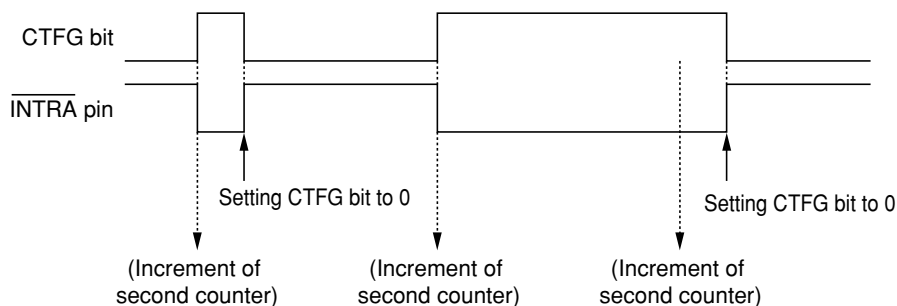 CTFG bit
INTRA pin
Setting CTFG bit to 0
Setting CTFG bit to 0
(Increment of
second counter)
(Increment of
second counter)
(Increment of
second counter)